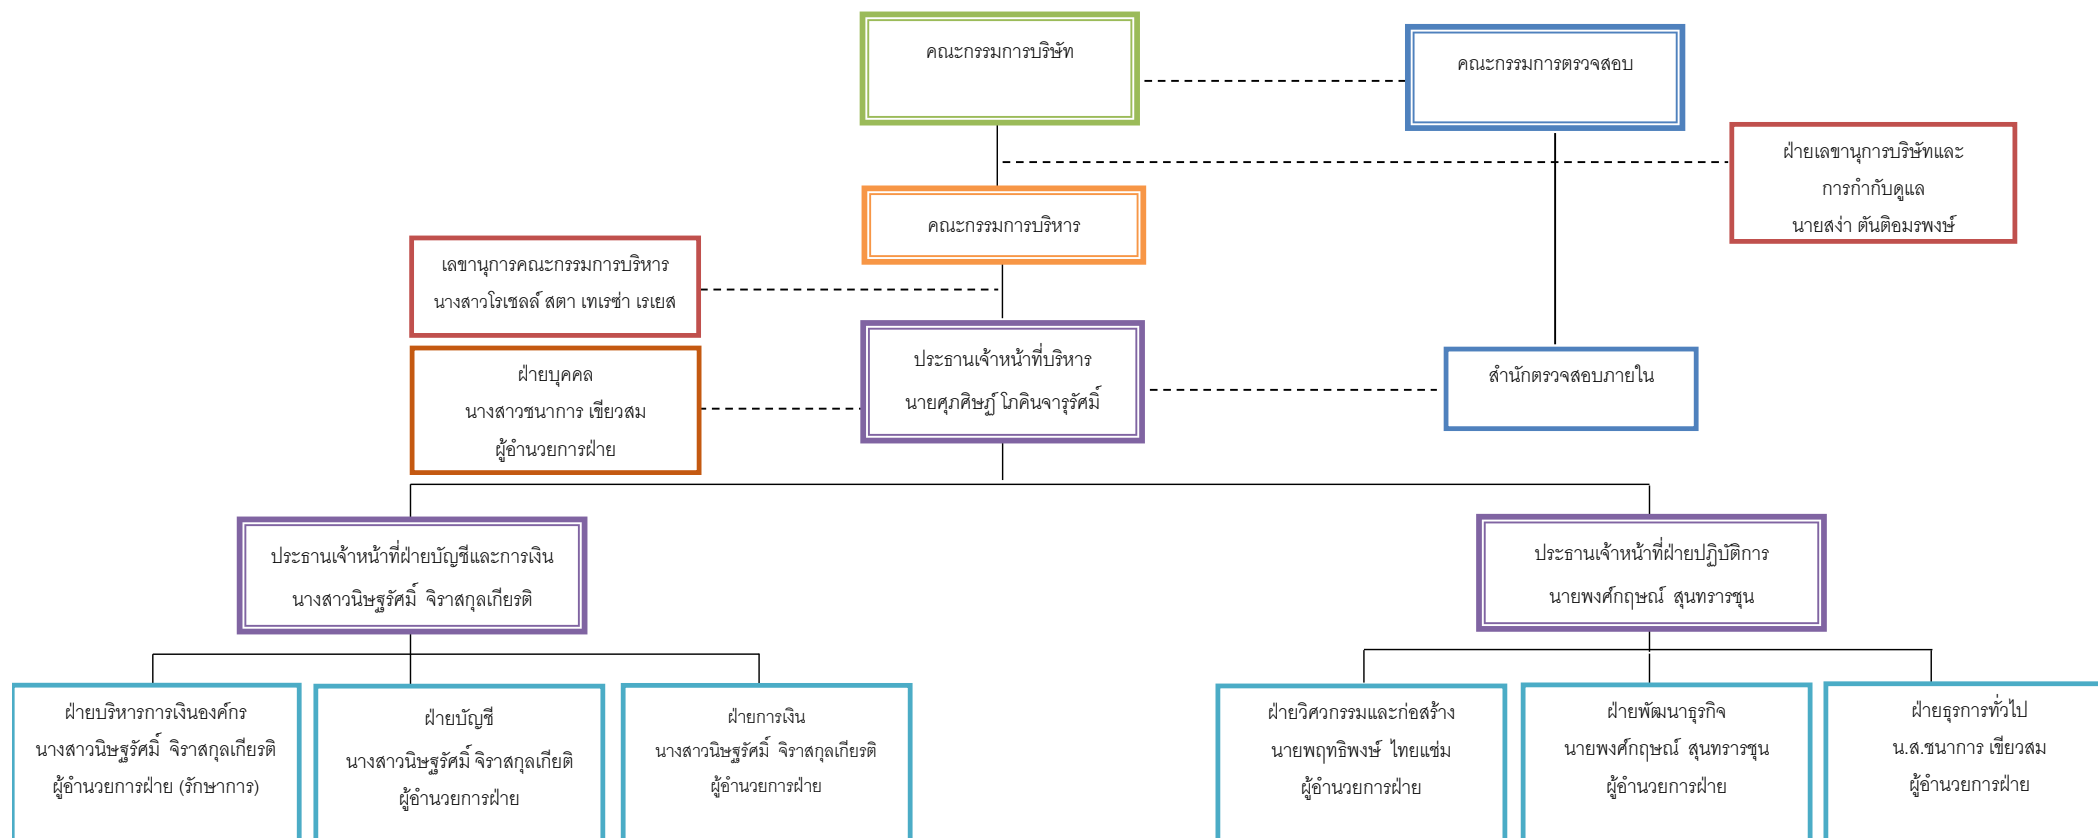 คณะกรรมการบริษัท
คณะกรรมการตรวจสอบ
ฝ่ายเลขานุการบริษัทและ
การกำกับดูแล
นายสง่า ตันติอมรพงษ์
คณะกรรมการบริหาร
เลขานุการคณะกรรมการบริหาร
นางสาวโรเชลล์ สตา เทเรซ่า เรเยส
ประธานเจ้าหน้าที่บริหาร
นายศุภศิษฏ์ โภคินจารุรัศมิ์
ฝ่ายบุคคล
นางสาวชนาการ เขียวสม
ผู้อำนวยการฝ่าย
สำนักตรวจสอบภายใน
ประธานเจ้าหน้าที่ฝ่ายบัญชีและการเงิน
นางสาวนิษฐรัศมิ์ จิราสกุลเกียรติ
ประธานเจ้าหน้าที่ฝ่ายปฏิบัติการ
นายพงศ์กฤษณ์ สุนทรารชุน
ฝ่ายบริหารการเงินองค์กร
นางสาวนิษฐรัศมิ์ จิราสกุลเกียรติ
ผู้อำนวยการฝ่าย (รักษาการ)
ฝ่ายบัญชี
นางสาวนิษฐรัศมิ์ จิราสกุลเกียติ
ผู้อำนวยการฝ่าย
ฝ่ายการเงิน
นางสาวนิษฐรัศมิ์ จิราสกุลเกียรติ
ผู้อำนวยการฝ่าย
ฝ่ายวิศวกรรมและก่อสร้าง
นายพฤทธิพงษ์ ไทยแช่ม
ผู้อำนวยการฝ่าย
ฝ่ายพัฒนาธุรกิจ
นายพงศ์กฤษณ์ สุนทรารชุน
ผู้อำนวยการฝ่าย
ฝ่ายธุรการทั่วไป
น.ส.ชนาการ เขียวสม
ผู้อำนวยการฝ่าย